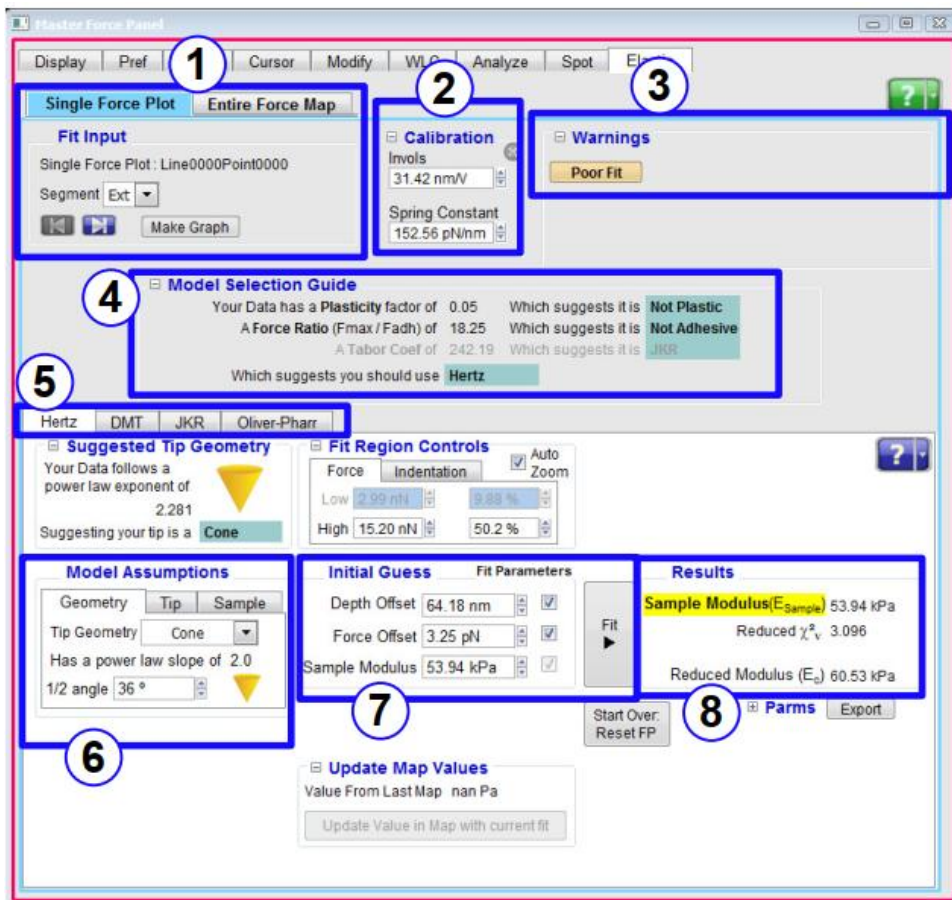 Master Force Panel
Display Pref Cursor Modify Analyze Spot
1
2
3
Single Force Plot Entire Force Map
Fit Input
Single Force Plot : Line0000Point0000
Segment Ext
Make Graph
Calibration
Invols
31.42 nm/V
Spring Constant
152.56 pN/nm
Warnings
Poor Fit
?
4
Model Selection Guide
Your Data has a Plasticity factor of 0.05 Which suggests it is Not Plastic
A Force Ratio (Fmax / Fadh) of 18.25 Which suggests it is Not Adhesive
A Tabor Coef of 242.19 Which suggests it is JKR
Which suggests you should use Hertz
5
Hertz DMT JKR Oliver-Pharr
Suggested Tip Geometry
Your Data follows a
power law exponent of
2.281
Suggesting your tip is a Cone
Fit Region Controls
Auto
Zoom
Force Indentation
Low 2.99 nN 9.88 %
High 15.20 nN 50.2 %
?
Model Assumptions
Geometry Tip Sample
Tip Geometry Cone
Has a power law slope of 2.0
1/2 angle 36 º
6
Initial Guess Fit Parameters
Depth Offset 64.18 nm
Force Offset 3.25 pN
Sample Modulus 53.94 kPa
Fit
7
Results
Sample Modulus(E_Sample) 53.94 kPa
Reduced χ²ᵥ 3.096
Reduced Modulus (E_c) 60.53 kPa
8
Parms Export
Start Over:
Reset FP
Update Map Values
Value From Last Map nan Pa
Update Value in Map with current fit